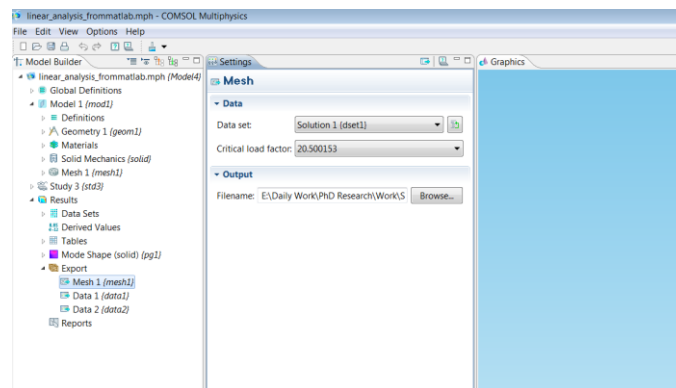 linear_analysis_frommatlab.mph - COMSOL Multiphysics
File Edit View Options Help
Model Builder
linear_analysis_frommatlab.mph (Model4)
Global Definitions
Model 1 (mod1)
Definitions
Geometry 1 (geom1)
Materials
Solid Mechanics (solid)
Mesh 1 (mesh1)
Study 3 (std3)
Results
Data Sets
Derived Values
Tables
Mode Shape (solid) (pg1)
Export
Mesh 1 (mesh1)
Data 1 (data1)
Data 2 (data2)
Reports
Settings
Mesh
Data
Data set: Solution 1 (dset1)
Critical load factor: 20.500153
Output
Filename: E:\Daily Work\PhD Research\Work\S Browse...
Graphics